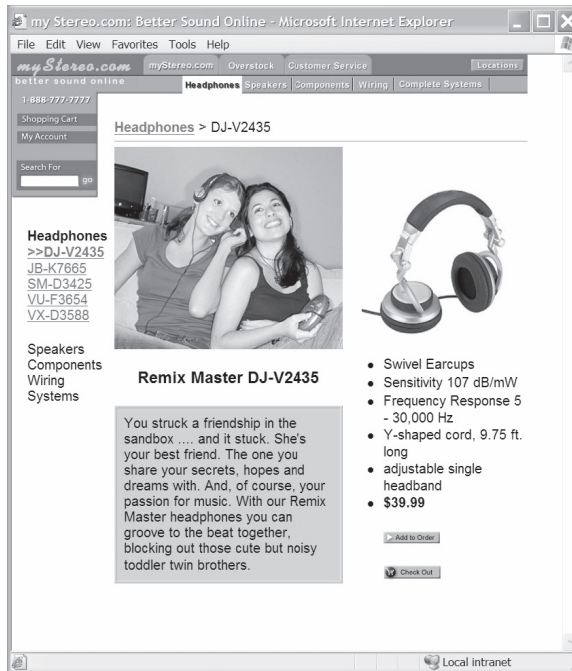 my Stereo.com: Better Sound Online - Microsoft Internet Explorer
File Edit View Favorites Tools Help
myStereo.com
better sound online
myStereo.com Overstock Customer Service
Locations
Headphones Speakers Components Wiring Complete Systems
1-888-777-7777
Shopping Cart
My Account
Search For
go
Headphones > DJ-V2435
Headphones
>>DJ-V2435
JB-K7665
SM-D3425
VU-F3654
VX-D3588
Speakers
Components
Wiring
Systems
Remix Master DJ-V2435
You struck a friendship in the
sandbox .... and it stuck. She's
your best friend. The one you
share your secrets, hopes and
dreams with. And, of course, your
passion for music. With our Remix
Master headphones you can
groove to the beat together,
blocking out those cute but noisy
toddler twin brothers.
• Swivel Earcups
• Sensitivity 107 dB/mW
• Frequency Response 5
- 30,000 Hz
• Y-shaped cord, 9.75 ft.
long
• adjustable single
headband
• $39.99
Add to Order
Check Out
Local intranet